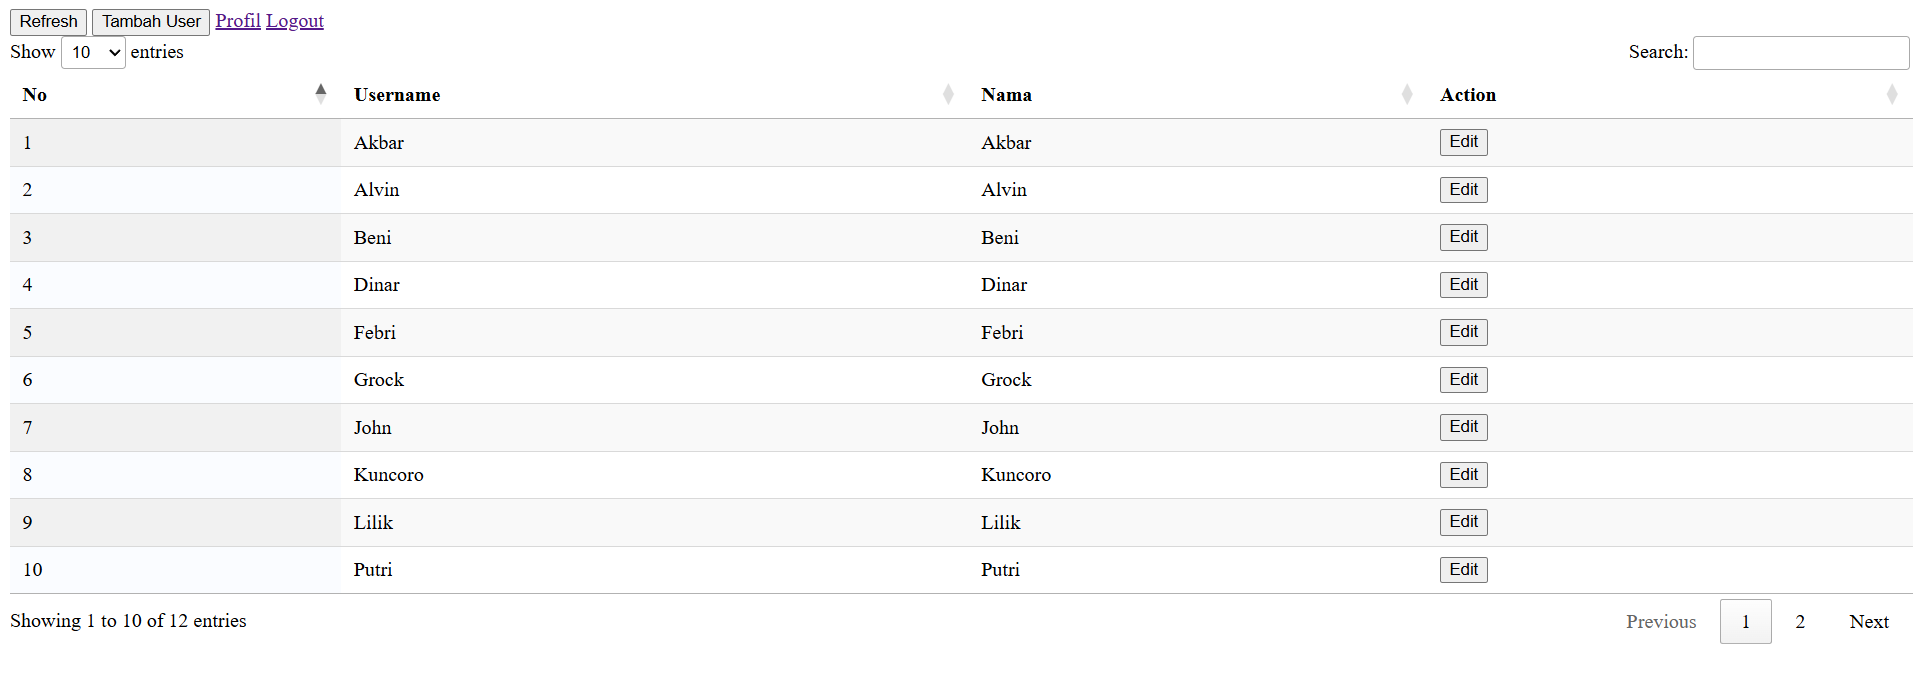 Refresh Tambah User Profil Logout
Show 10 entries Search:
No Username Nama Action
1 Akbar Akbar Edit
2 Alvin Alvin Edit
3 Beni Beni Edit
4 Dinar Dinar Edit
5 Febri Febri Edit
6 Grock Grock Edit
7 John John Edit
8 Kuncoro Kuncoro Edit
9 Lilik Lilik Edit
10 Putri Putri Edit
Showing 1 to 10 of 12 entries Previous 1 2 Next